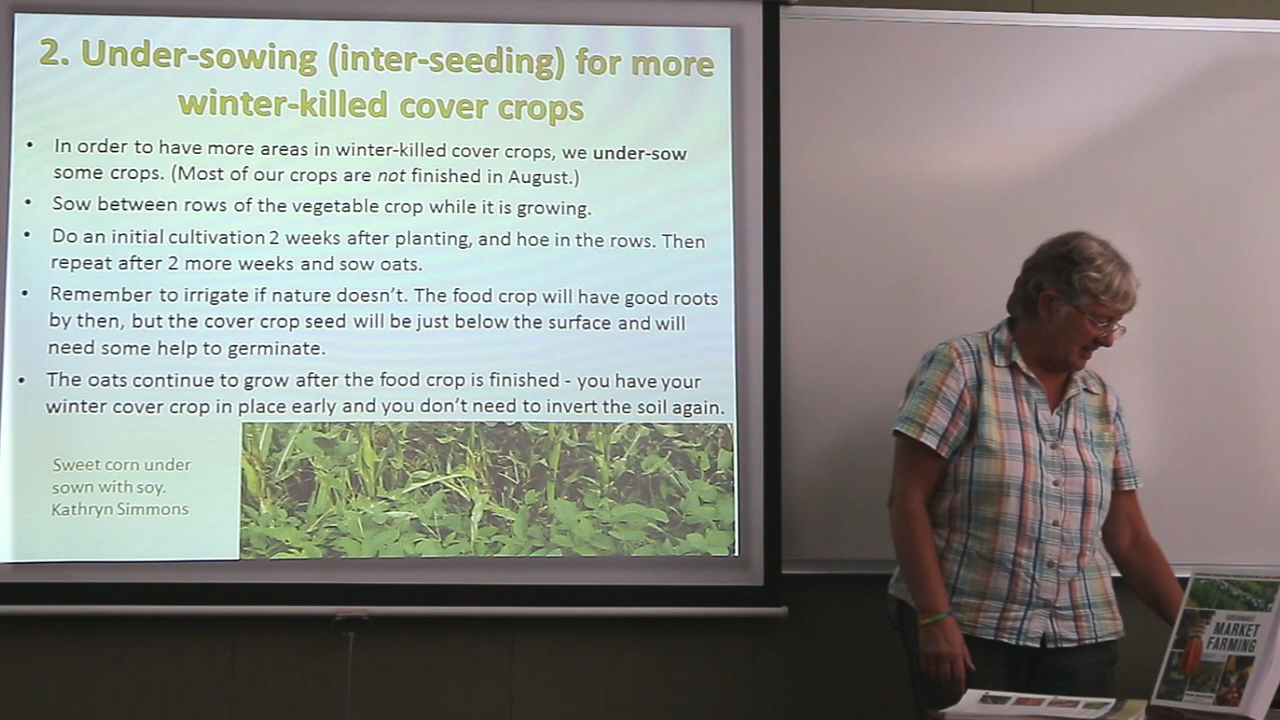 2. Under-sowing (inter-seeding) for more
winter-killed cover crops
• In order to have more areas in winter-killed cover crops, we under-sow
some crops. (Most of our crops are not finished in August.)
• Sow between rows of the vegetable crop while it is growing.
• Do an initial cultivation 2 weeks after planting, and hoe in the rows. Then
repeat after 2 more weeks and sow oats.
• Remember to irrigate if nature doesn't. The food crop will have good roots
by then, but the cover crop seed will be just below the surface and will
need some help to germinate.
• The oats continue to grow after the food crop is finished - you have your
winter cover crop in place early and you don't need to invert the soil again.
Sweet corn under
sown with soy.
Kathryn Simmons
MARKET
FARMING